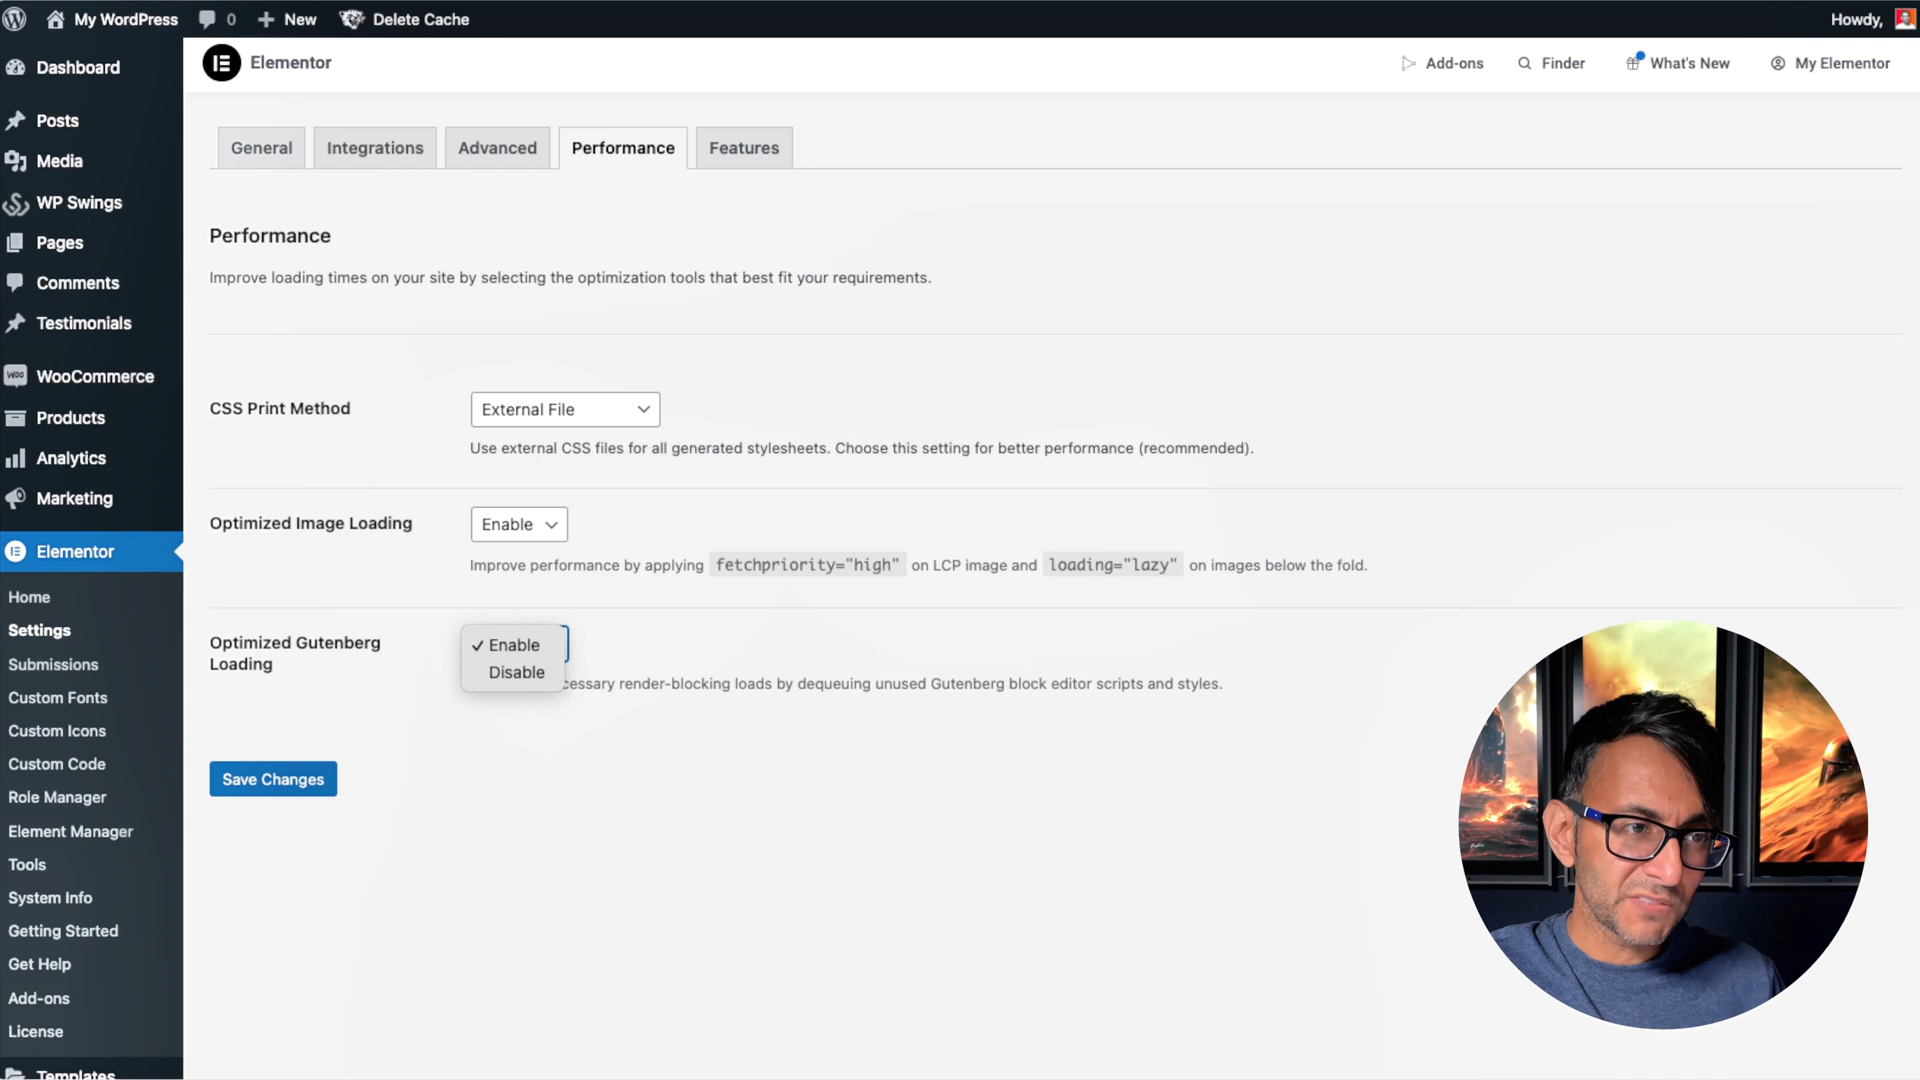 My WordPress
0
New
Delete Cache
Howdy,
Dashboard
Posts
Media
WP Swings
Pages
Comments
Testimonials
Woo
WooCommerce
Products
Analytics
Marketing
Elementor
Home
Settings
Submissions
Custom Fonts
Custom Icons
Custom Code
Role Manager
Element Manager
Tools
System Info
Getting Started
Get Help
Add-ons
License
Templates
Elementor
Add-ons
Finder
What's New
My Elementor
General
Integrations
Advanced
Performance
Features
Performance
Improve loading times on your site by selecting the optimization tools that best fit your requirements.
CSS Print Method
External File
Use external CSS files for all generated stylesheets. Choose this setting for better performance (recommended).
Optimized Image Loading
Enable
Improve performance by applying fetchpriority="high" on LCP image and loading="lazy" on images below the fold.
Optimized Gutenberg
Loading
✓ Enable
Disable
cessary render-blocking loads by dequeuing unused Gutenberg block editor scripts and styles.
Save Changes